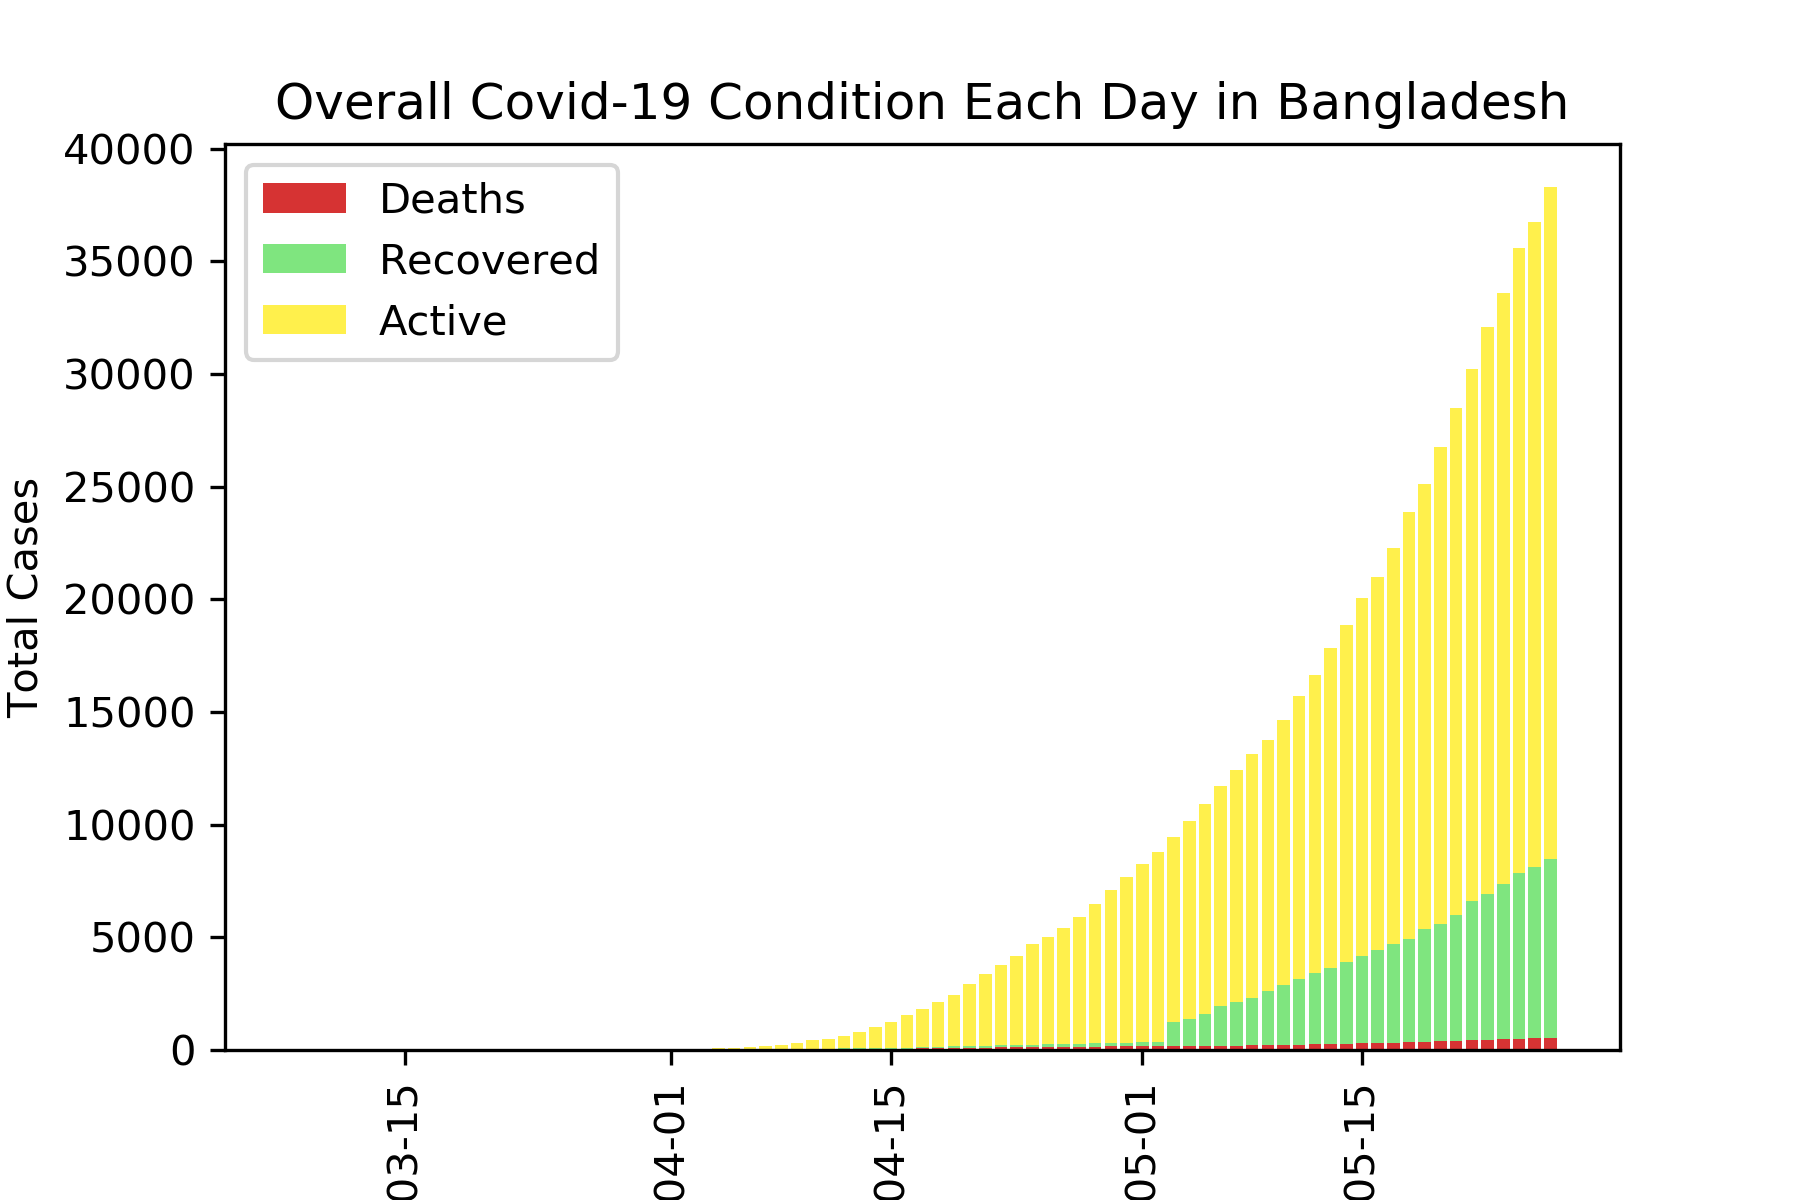 Overall Covid-19 Condition Each Day in Bangladesh
Deaths
Recovered
Active
Total Cases
40000
35000
30000
25000
20000
15000
10000
5000
0
03-15
04-01
04-15
05-01
05-15